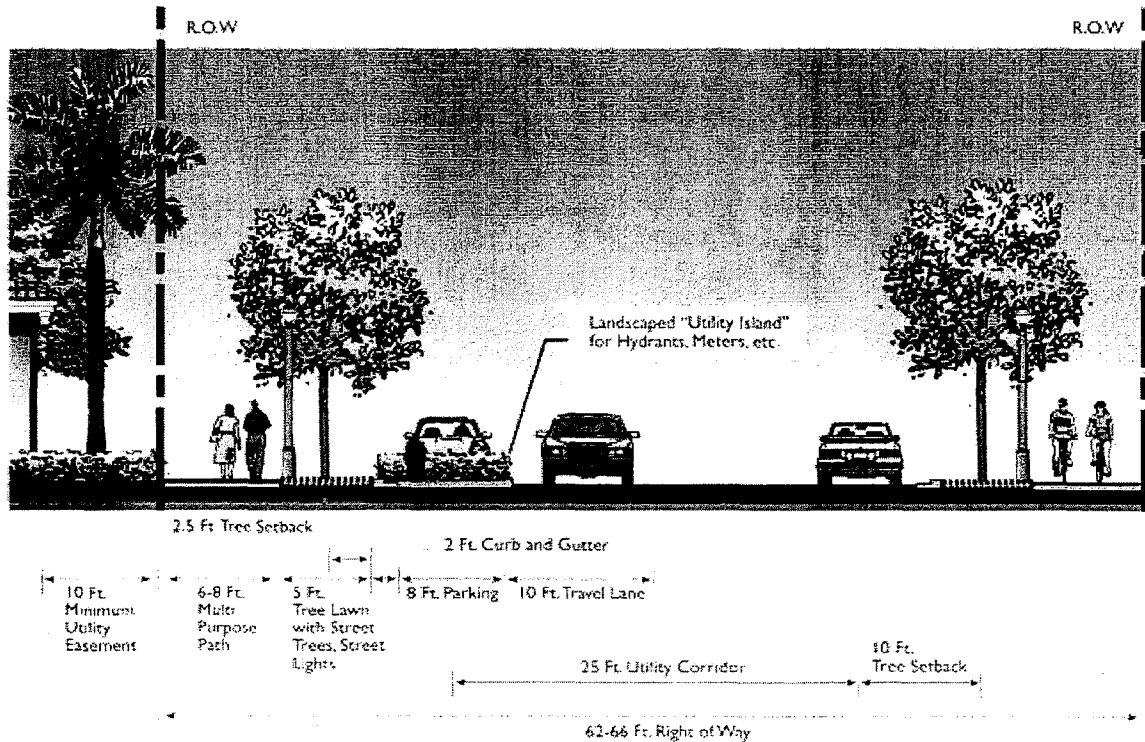 R.O.W
R.O.W
Landscaped "Utility Island"
for Hydrants, Meters, etc.
2.5 Ft. Tree Setback
2 Ft. Curb and Gutter
10 Ft.
Minimum
Utility
Easement
6-8 Ft.
Multi
Purpose
Path
5 Ft.
Tree Lawn
with Street
Trees, Street
Lights
8 Ft. Parking
10 Ft. Travel Lane
25 Ft. Utility Corridor
10 Ft.
Tree Setback
62-66 Ft. Right of Way